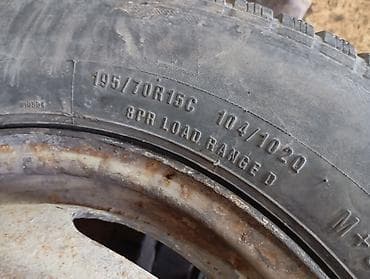 195/70R15C 104/102Q
8PR LOAD RANGE D
M+